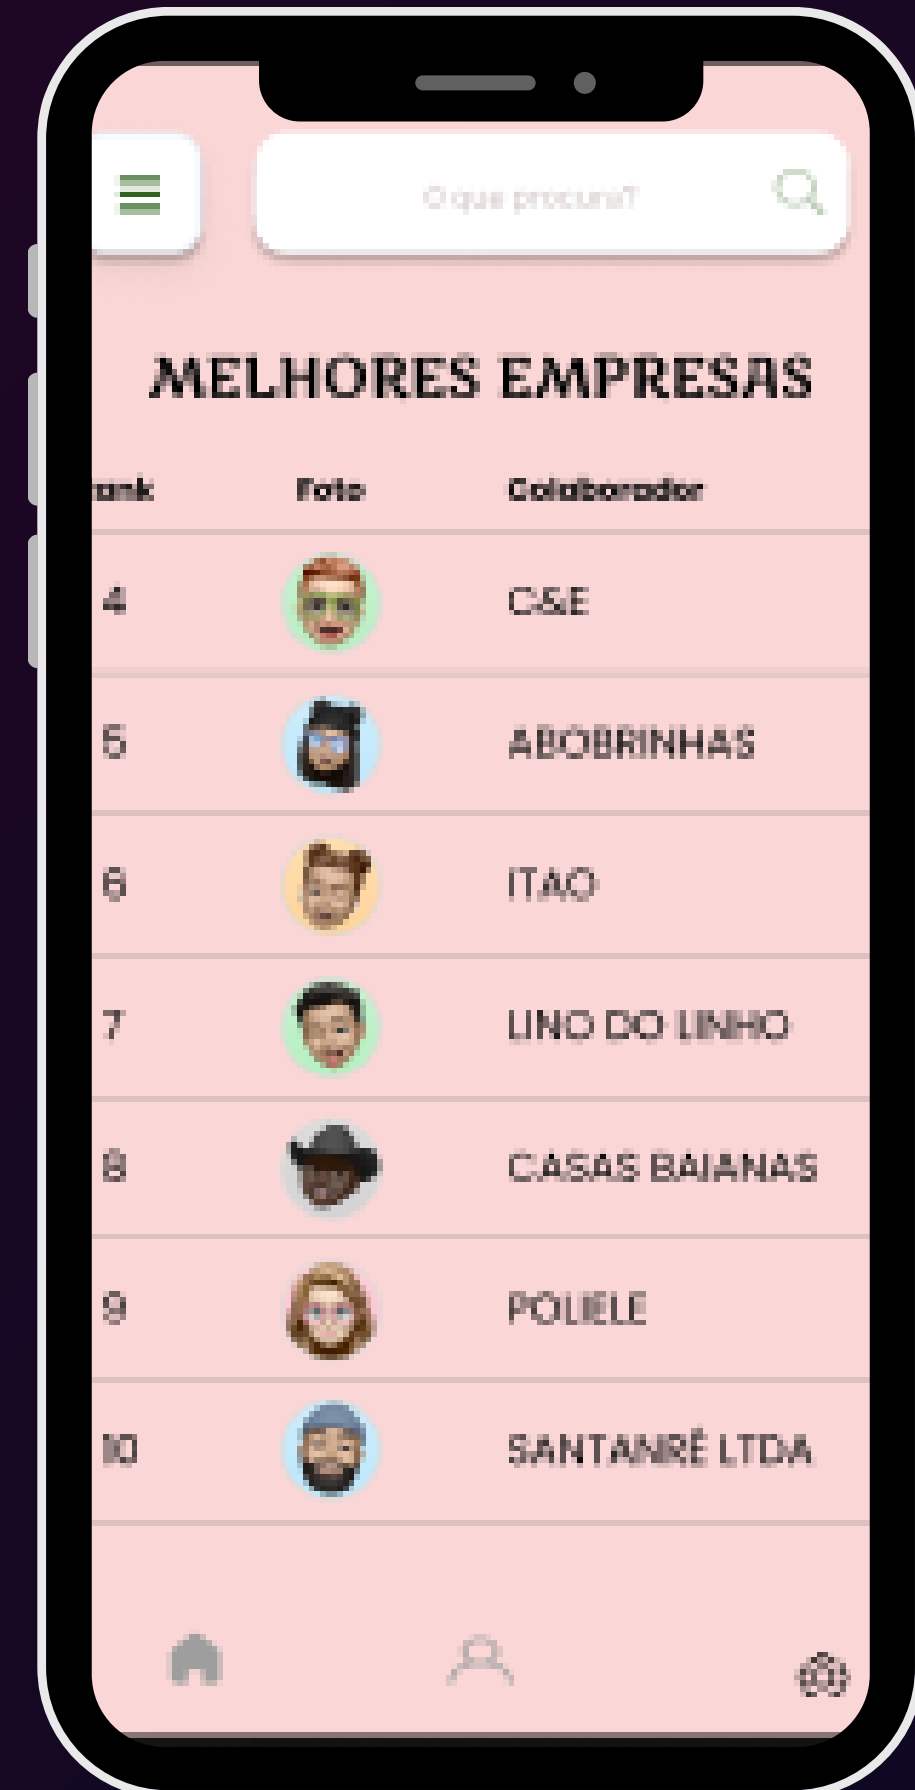 O que procura?
MELHORES EMPRESAS
rank Foto Colaborador
4 C&E
5 ABOBRINHAS
6 ITAO
7 LINO DO LINHO
8 CASAS BAIANAS
9 POLIELE
10 SANTANRÉ LTDA